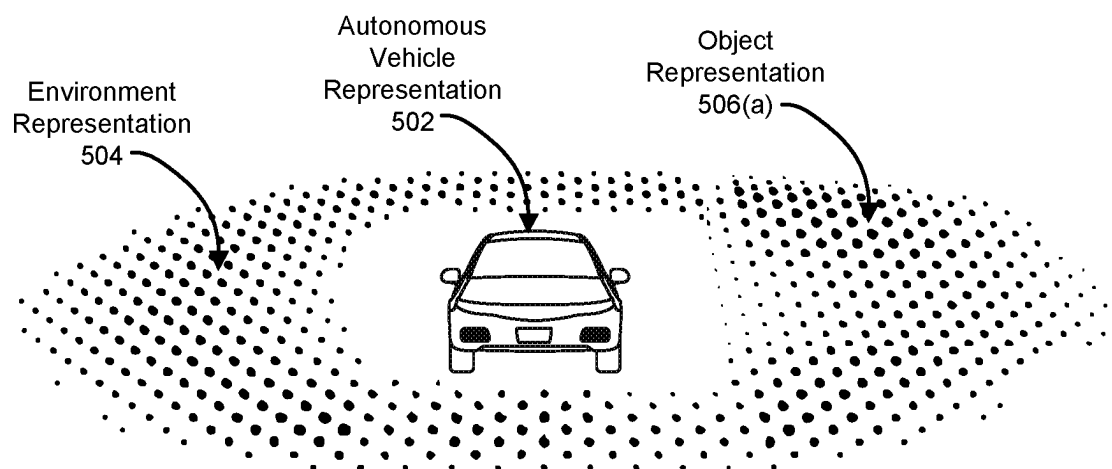 Environment
Representation
504
Autonomous
Vehicle
Representation
502
Object
Representation
506(a)